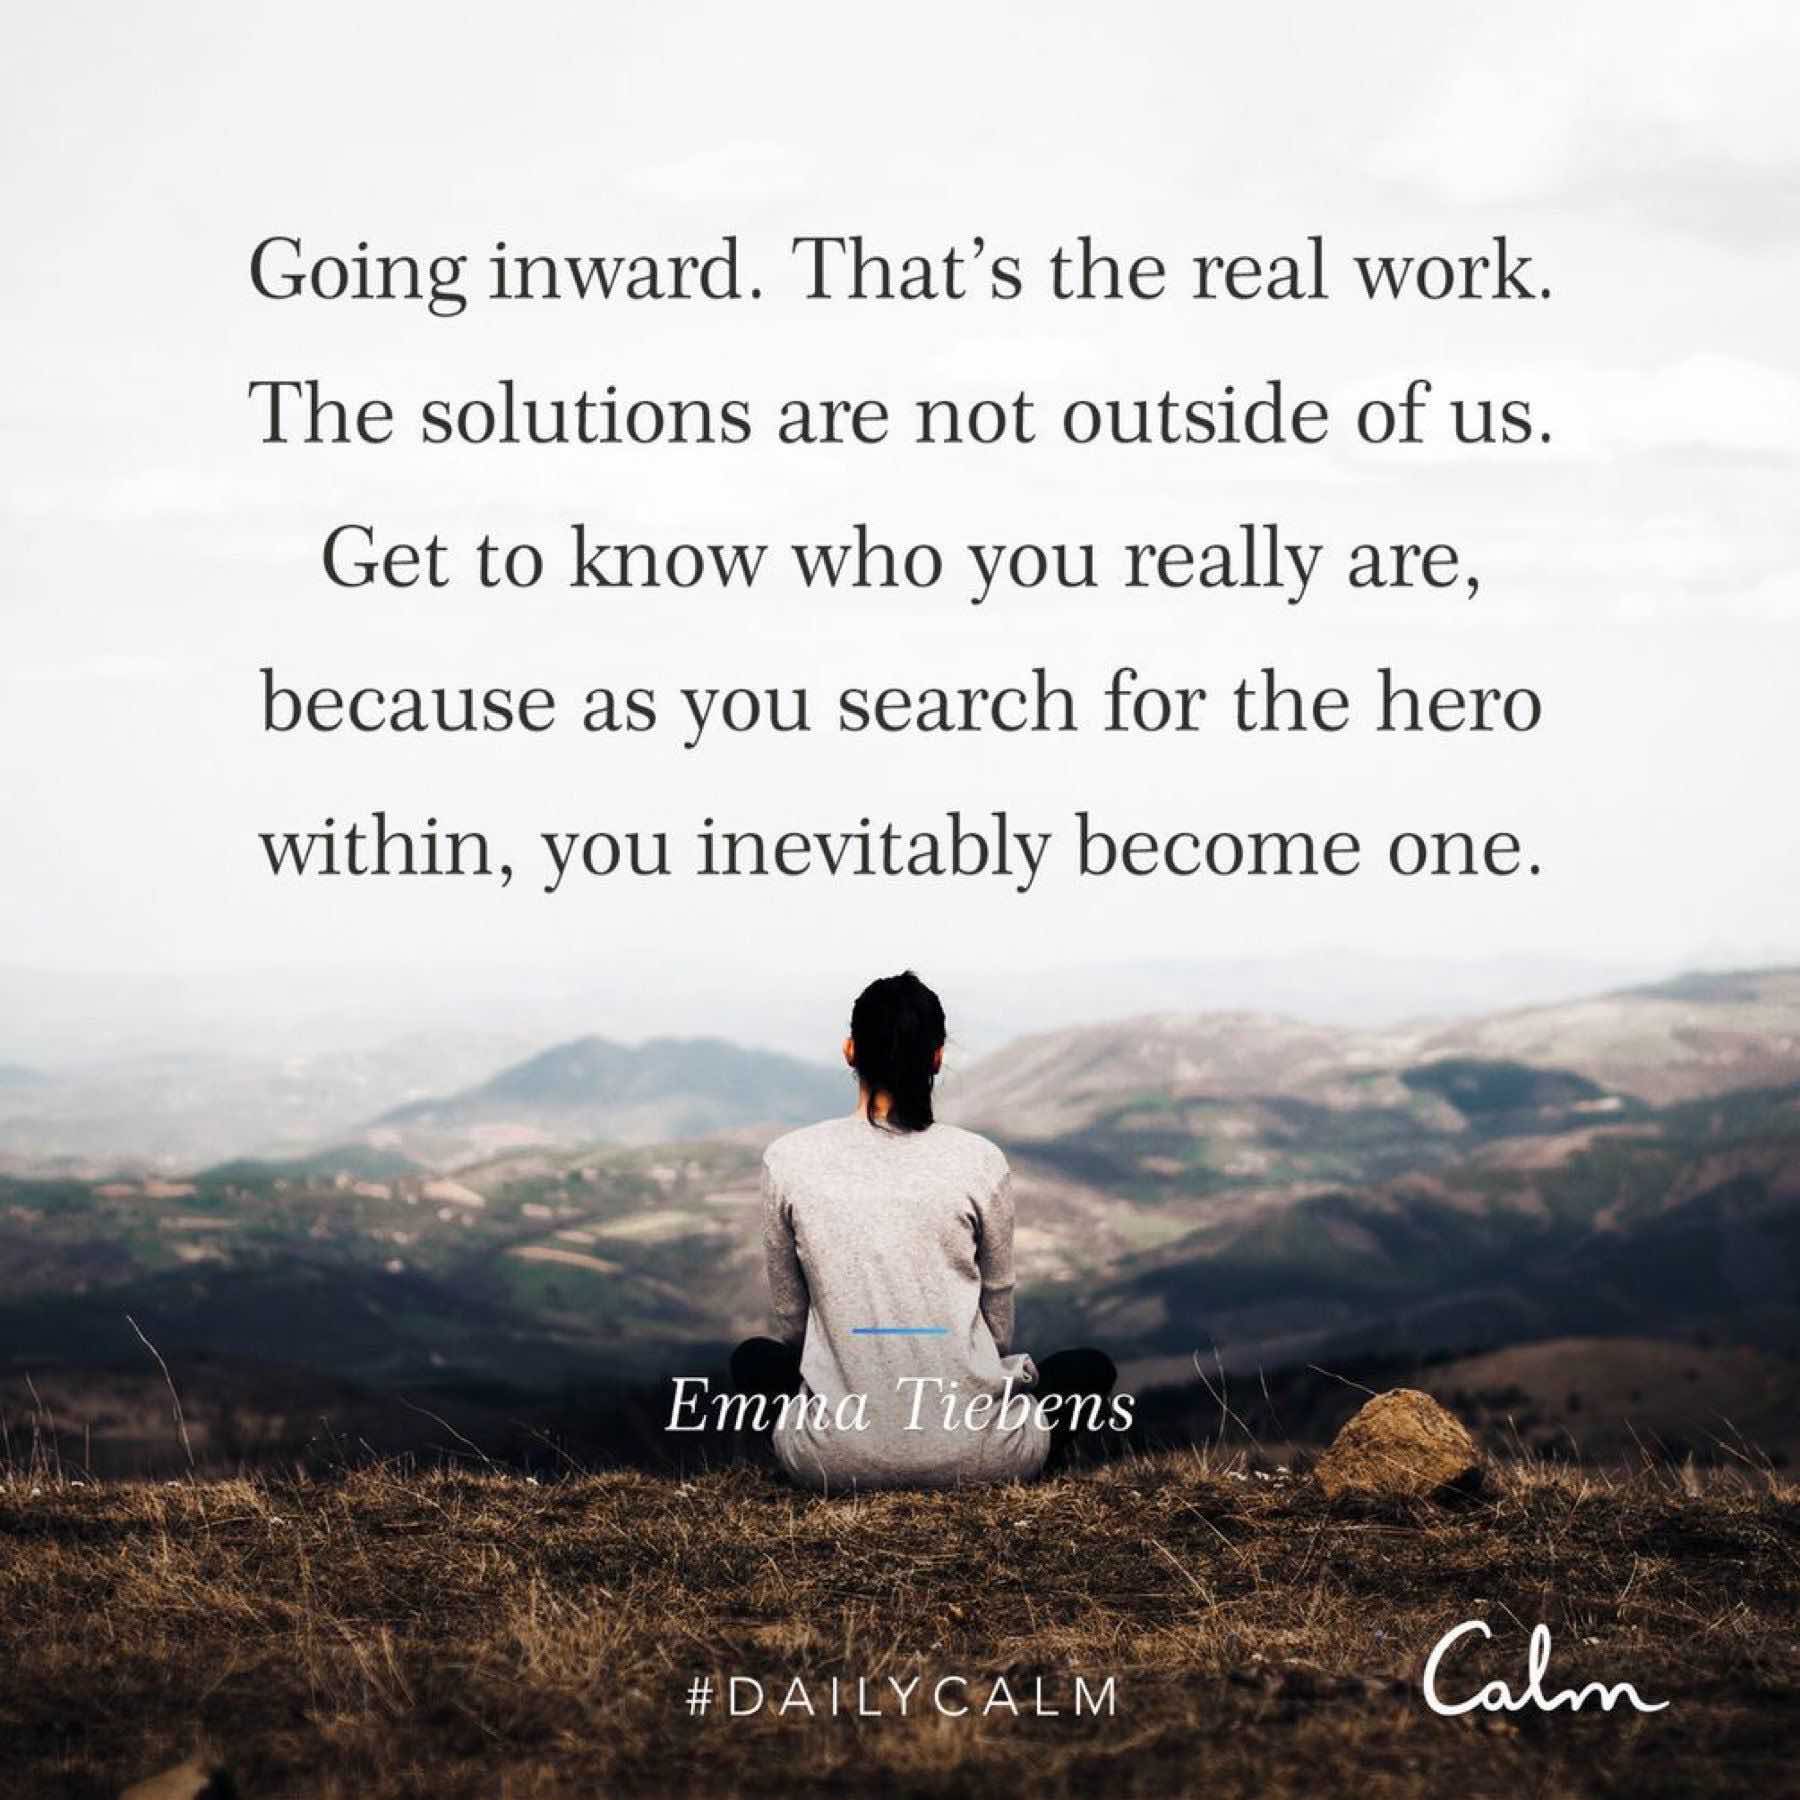 Going inward. That’s the real work.
The solutions are not outside of us.
Get to know who you really are,
because as you search for the hero
within, you inevitably become one.
Emma Tiebens
#DAILYCALM
Calm